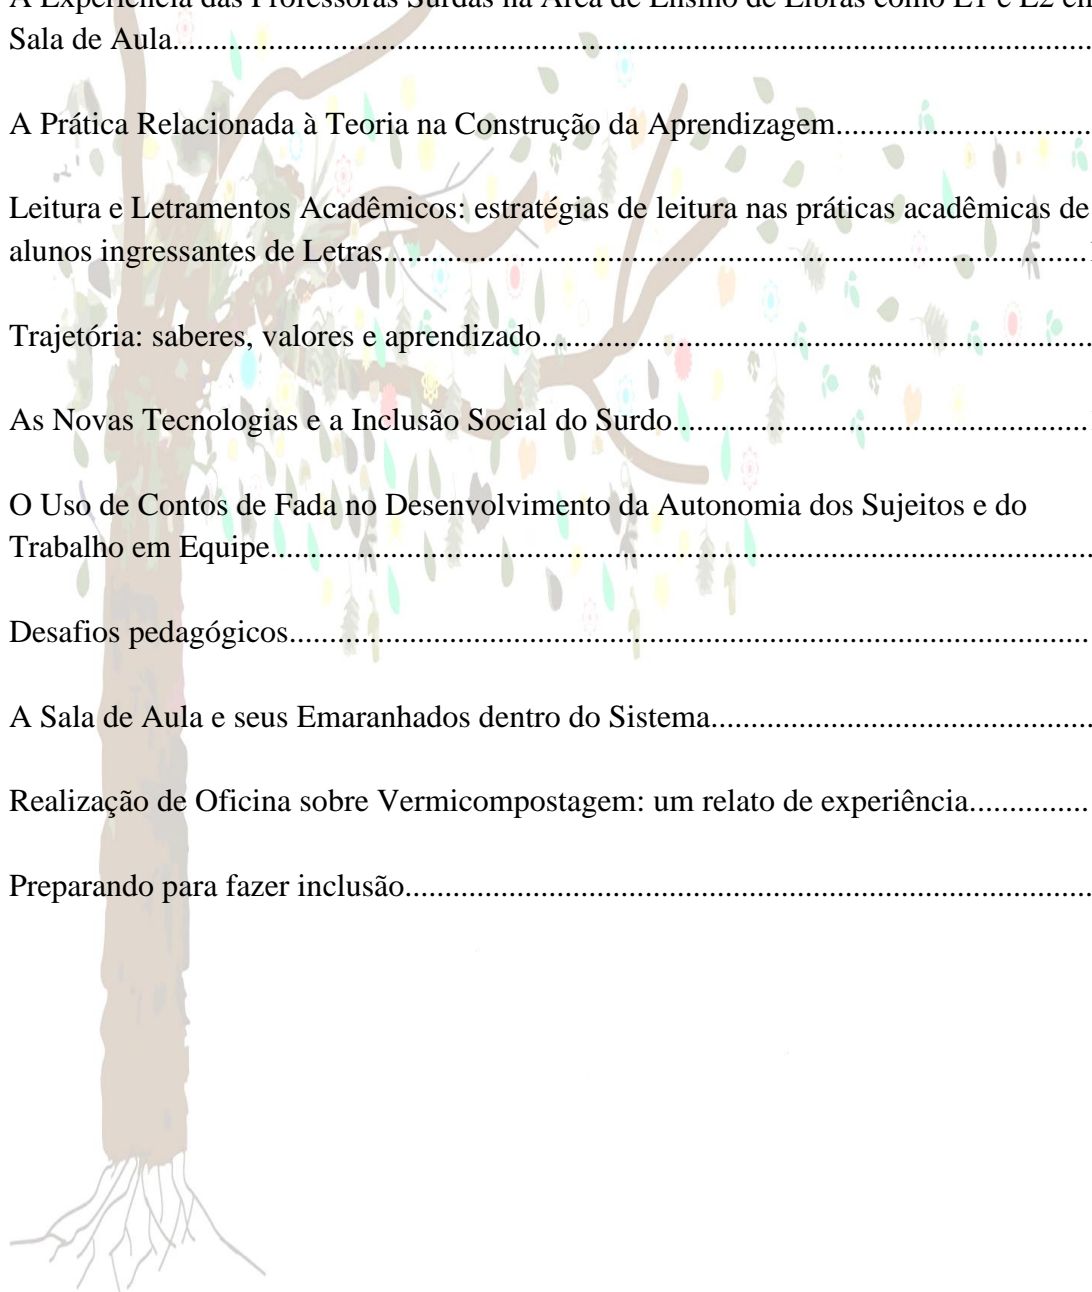 A Experiência das Professoras Surdas na Área de Ensino de Libras como L1 e L2
Sala de Aula..........................................................................................................
A Prática Relacionada à Teoria na Construção da Aprendizagem................................
Leitura e Letramentos Acadêmicos: estratégias de leitura nas práticas acadêmicas de
alunos ingressantes de Letras......................................................................................
Trajetória: saberes, valores e aprendizado....................................................................
As Novas Tecnologias e a Inclusão Social do Surdo...................................................
O Uso de Contos de Fada no Desenvolvimento da Autonomia dos Sujeitos e do
Trabalho em Equipe....................................................................................................
Desafios pedagógicos..................................................................................................
A Sala de Aula e seus Emaranhados dentro do Sistema...............................................
Realização de Oficina sobre Vermicompostagem: um relato de experiência...............
Preparando para fazer inclusão.....................................................................................